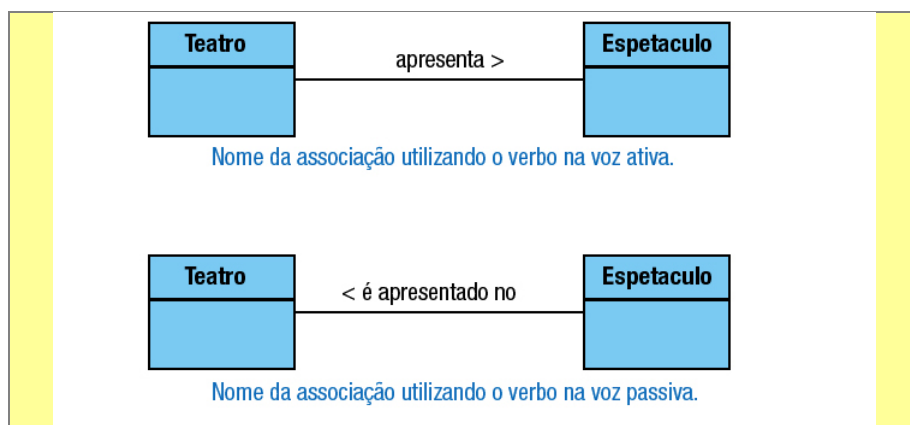 Teatro
apresenta >
Espetaculo
Nome da associação utilizando o verbo na voz ativa.
Teatro
< é apresentado no
Espetaculo
Nome da associação utilizando o verbo na voz passiva.